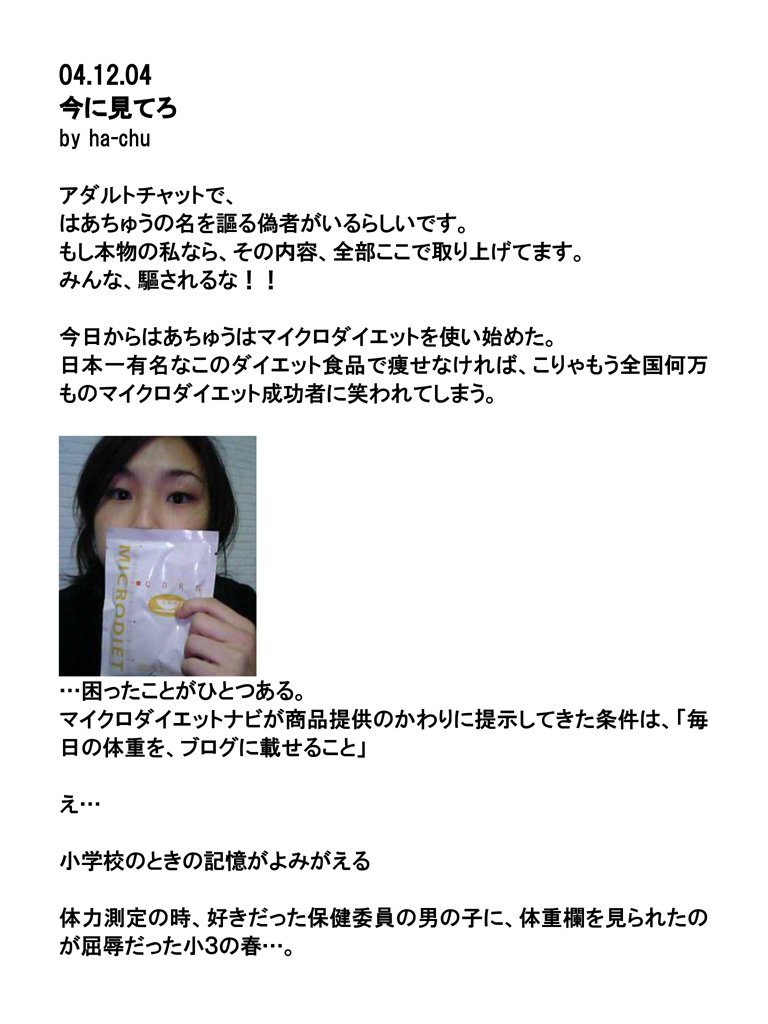 04.12.04
今に見てろ
by ha-chu
アダルトチャットで、
はあちゅうの名を謳る偽者がいるらしいです。
もし本物の私なら、その内容、全部ここで取り上げてます。
みんな、騙されるな！！
今日からはあちゅうはマイクロダイエットを使い始めた。
日本一有名なこのダイエット食品で痩せなければ、こりゃもう全国何万
ものマイクロダイエット成功者に笑われてしまう。
MICRODIET
…困ったことがひとつある。
マイクロダイエットナビが商品提供のかわりに提示してきた条件は、「毎
日の体重を、ブログに載せること」
え…
小学校のときの記憶がよみがえる
体力測定の時、好きだった保健委員の男の子に、体重欄を見られたの
が屈辱だった小3の春…。